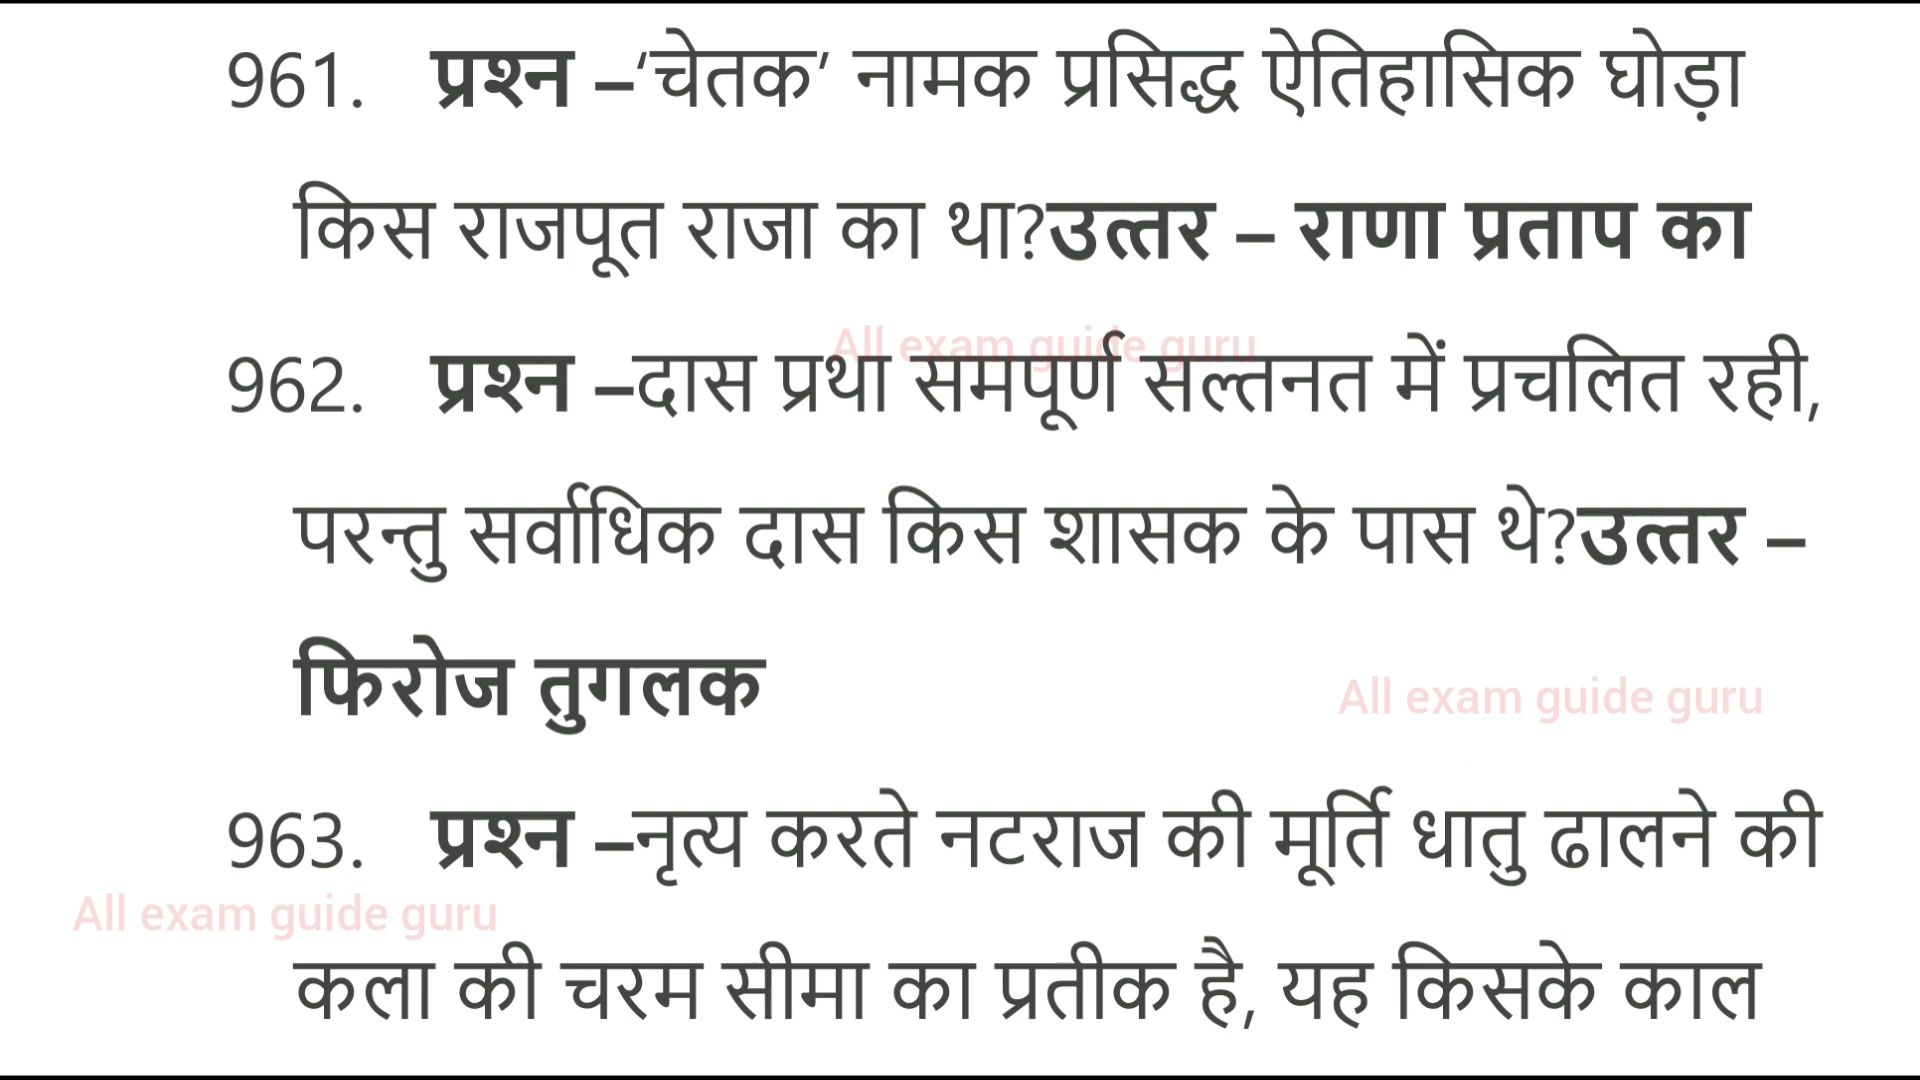 961. प्रश्न –‘चेतक’ नामक प्रसिद्ध ऐतिहासिक घोड़ा
किस राजपूत राजा का था?उत्तर – राणा प्रताप का
All exam guide guru
962. प्रश्न –दास प्रथा समपूर्ण सल्तनत में प्रचलित रही,
परन्तु सर्वाधिक दास किस शासक के पास थे?उत्तर –
फिरोज तुगलक
All exam guide guru
963. प्रश्न –नृत्य करते नटराज की मूर्ति धातु ढालने की
All exam guide guru
कला की चरम सीमा का प्रतीक है, यह किसके काल